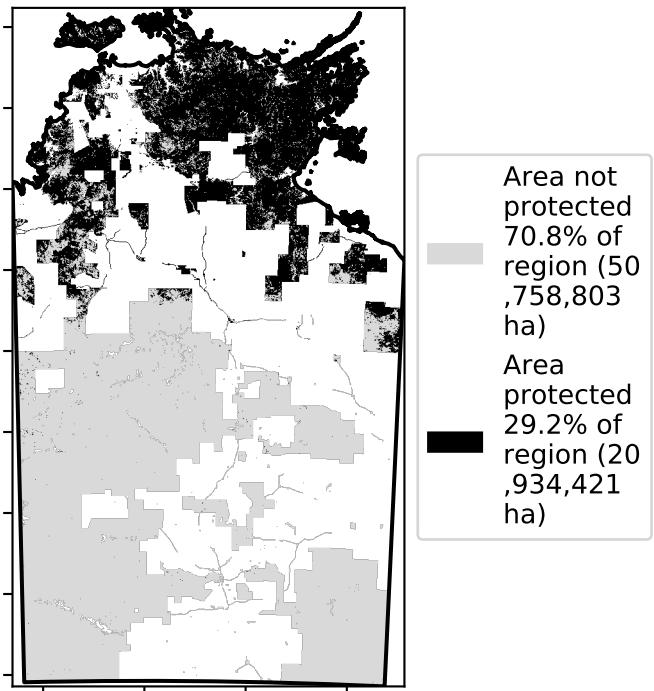 Area not
protected
70.8% of
region (50
,758,803
ha)
Area
protected
29.2% of
region (20
,934,421
ha)